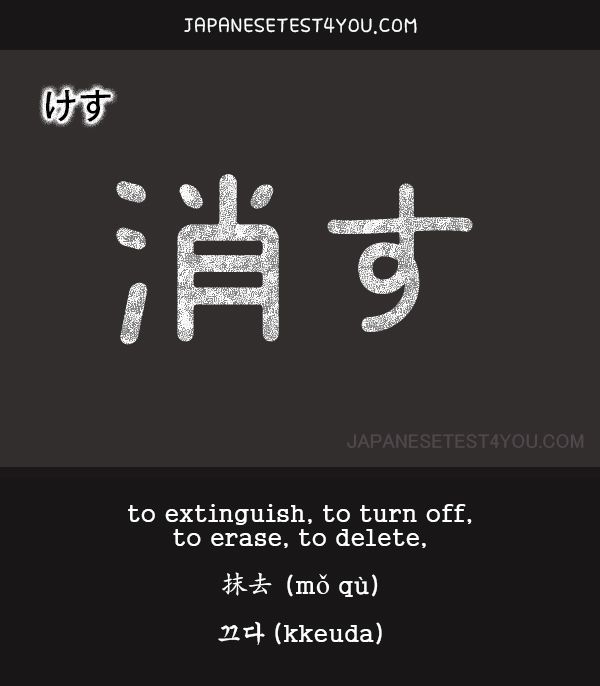 JAPANESETEST4YOU.COM
けす
消す
JAPANESETEST4YOU.COM
to extinguish, to turn off,
to erase, to delete,
抹去 (mǒ qù)
끄다 (kkeuda)